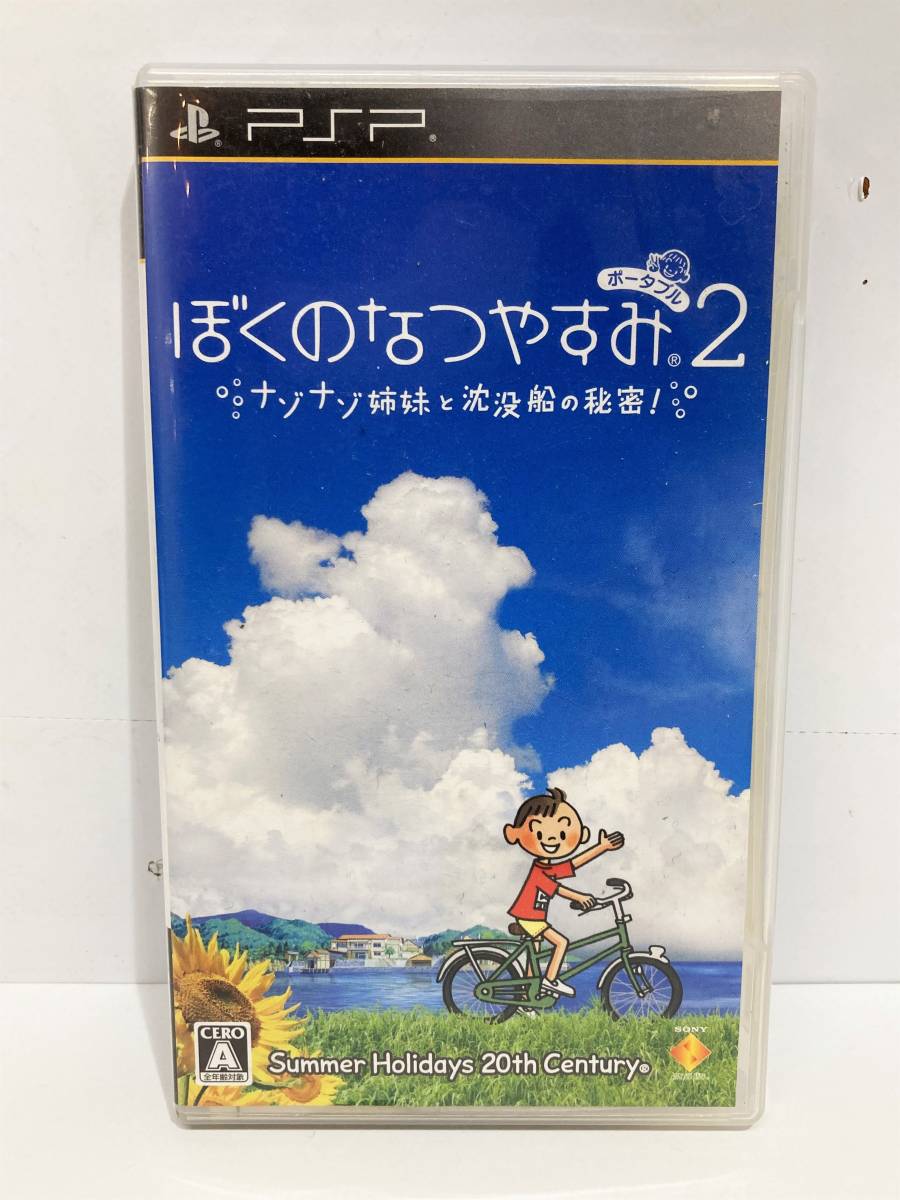 PSP®
ポータブル
ぼくのなつやすみ®2
ナゾナゾ姉妹と沈没船の秘密!
CERO
A
全年齢対象
Summer Holidays 20th Century®
SONY